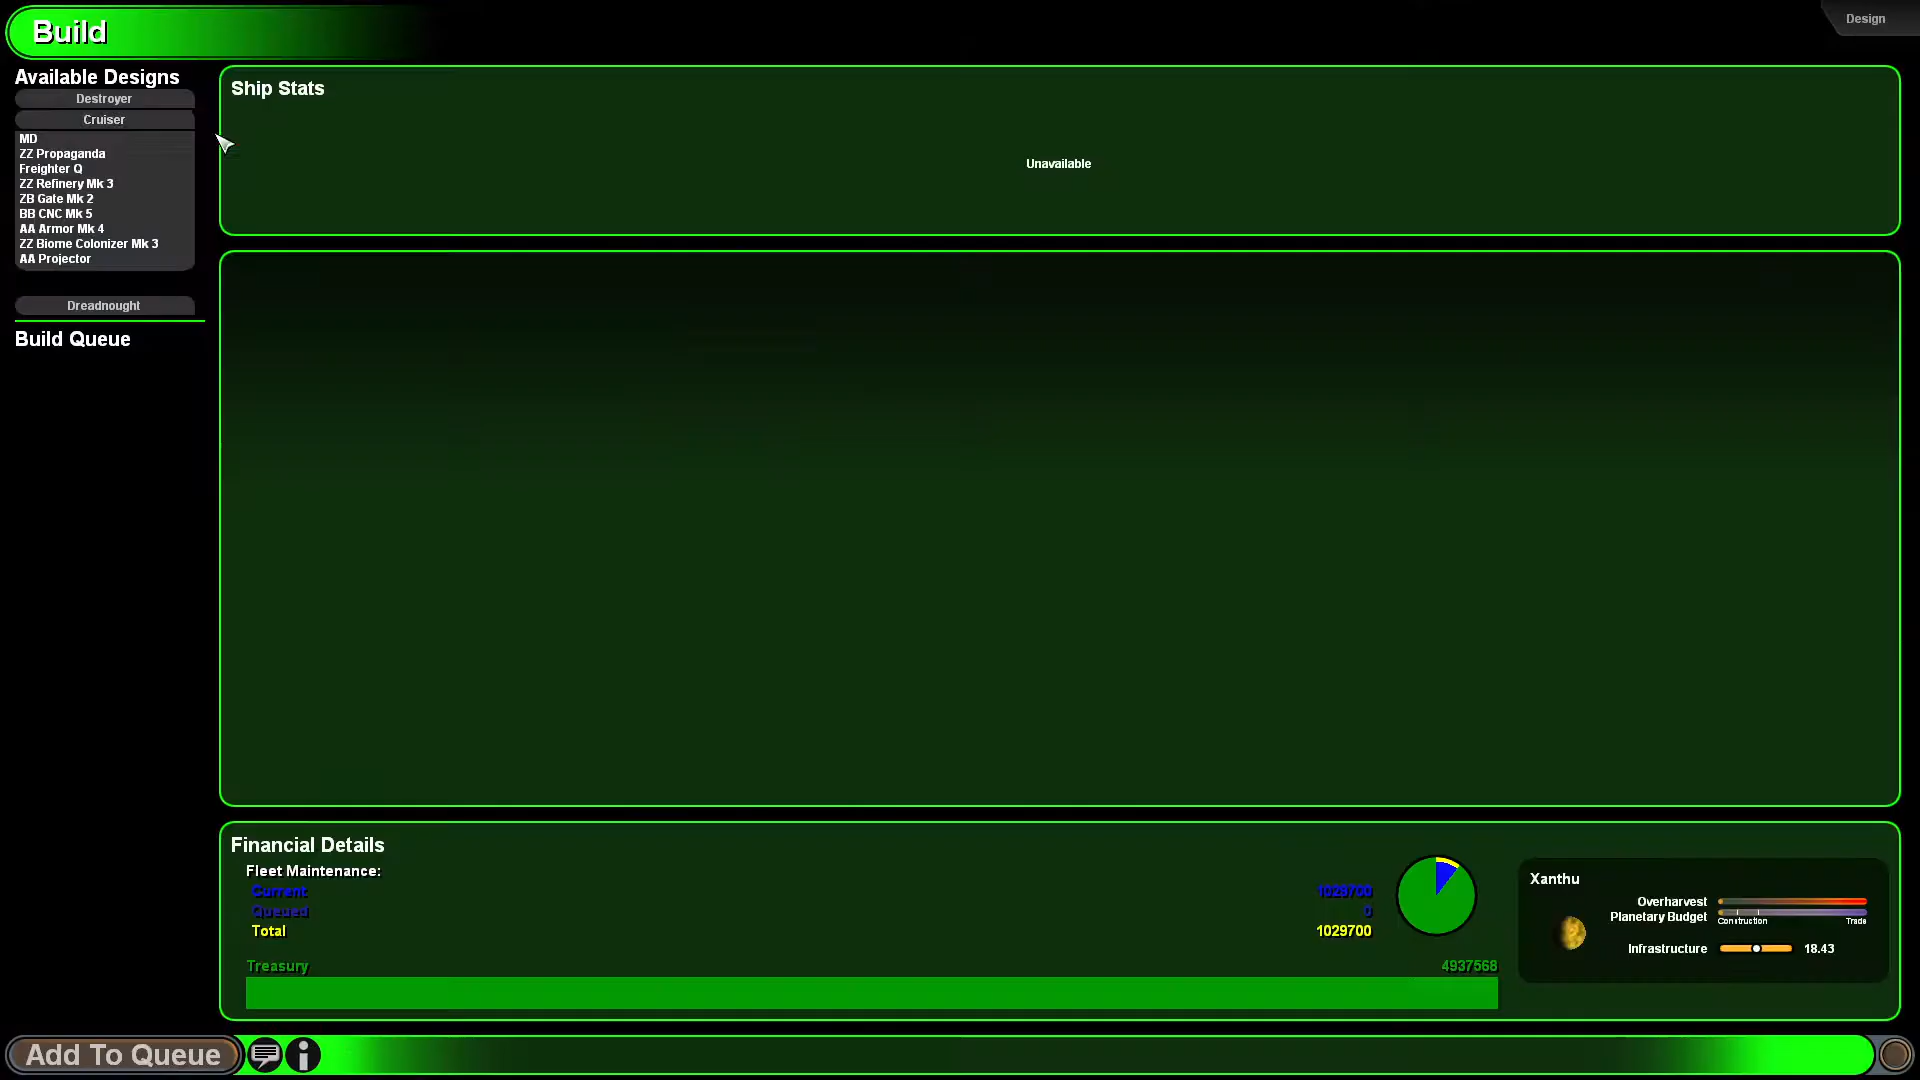 Build
Design
Available Designs
Destroyer
Cruiser
MD
ZZ Propaganda
Freighter Q
ZZ Refinery Mk 3
ZB Gate Mk 2
BB CNC Mk 5
AA Armor Mk 4
ZZ Biome Colonizer Mk 3
AA Projector
Dreadnought
Build Queue
Ship Stats
Unavailable
Financial Details
Fleet Maintenance:
Current 1029700
Queued 0
Total 1029700
Treasury 4937568
Xanthu
Overharvest
Planetary Budget
Construction Trade
Infrastructure 18.43
Add To Queue